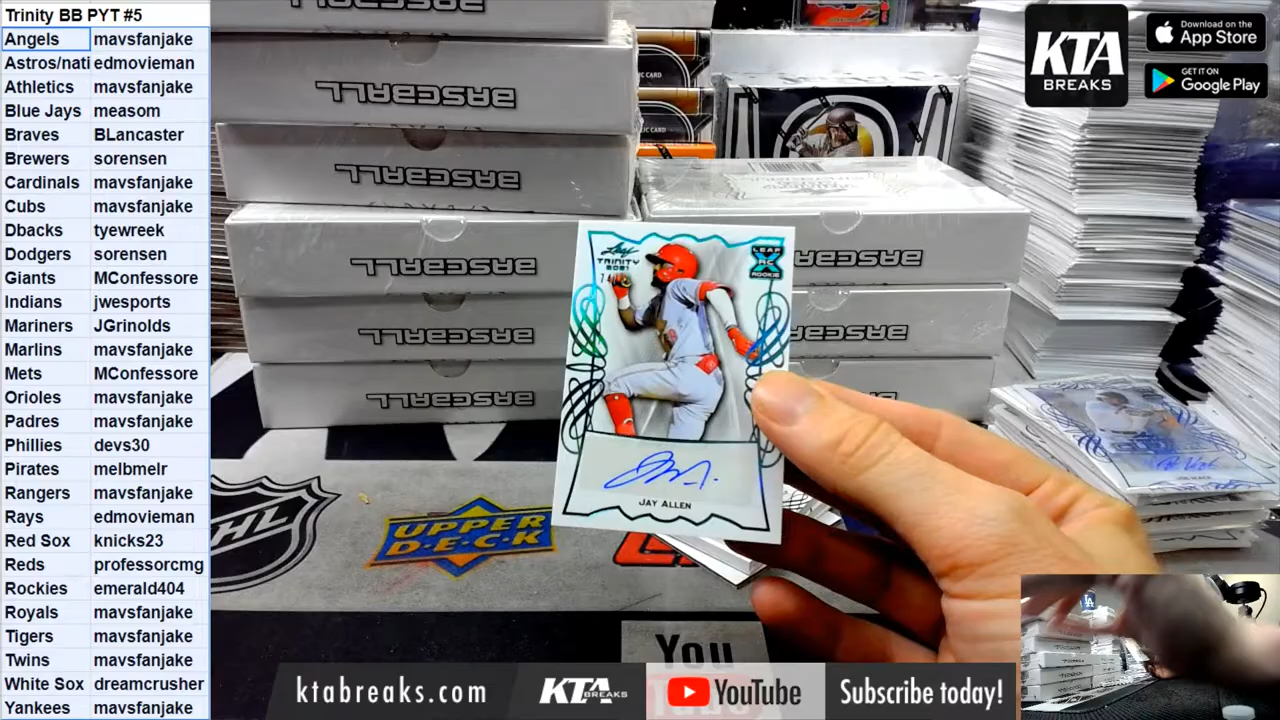 Trinity BB PYT #5
Angels mavsfanjake
Astros/nati edmovieman
Athletics mavsfanjake
Blue Jays measom
Braves BLancaster
Brewers sorensen
Cardinals mavsfanjake
Cubs mavsfanjake
Dbacks tyewreek
Dodgers sorensen
Giants MConfessore
Indians jwesports
Mariners JGrinolds
Marlins mavsfanjake
Mets MConfessore
Orioles mavsfanjake
Padres mavsfanjake
Phillies devs30
Pirates melbmelr
Rangers mavsfanjake
Rays edmovieman
Red Sox knicks23
Reds professorcmg
Rockies emerald404
Royals mavsfanjake
Tigers mavsfanjake
Twins mavsfanjake
White Sox dreamcrusher
Yankees mavsfanjake
BASEBALL
BASEBALL
BASEBALL
BASEBALL
BASEBALL
BASEBALL
BASEBALL
BASEBALL
KTA
BREAKS
Download on the
App Store
GET IT ON
Google Play
Leaf
TRINITY
2021
LEAF
RC
ROOKIE
JAY ALLEN
NHL
UPPER
D·E·C·K
You
ktabreaks.com
KTA
BREAKS
YouTube
Subscribe today!